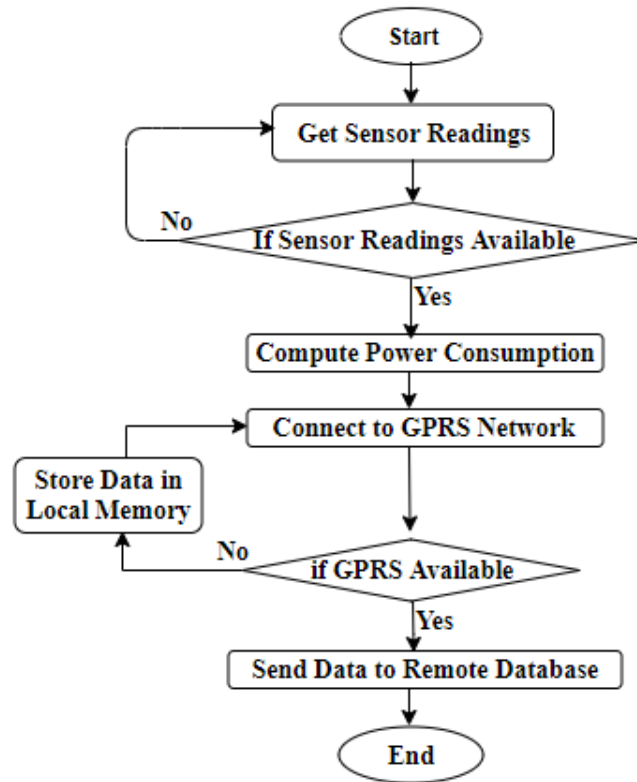 Start
Get Sensor Readings
No
If Sensor Readings Available
Yes
Compute Power Consumption
Connect to GPRS Network
Store Data in
Local Memory
No
if GPRS Available
Yes
Send Data to Remote Database
End